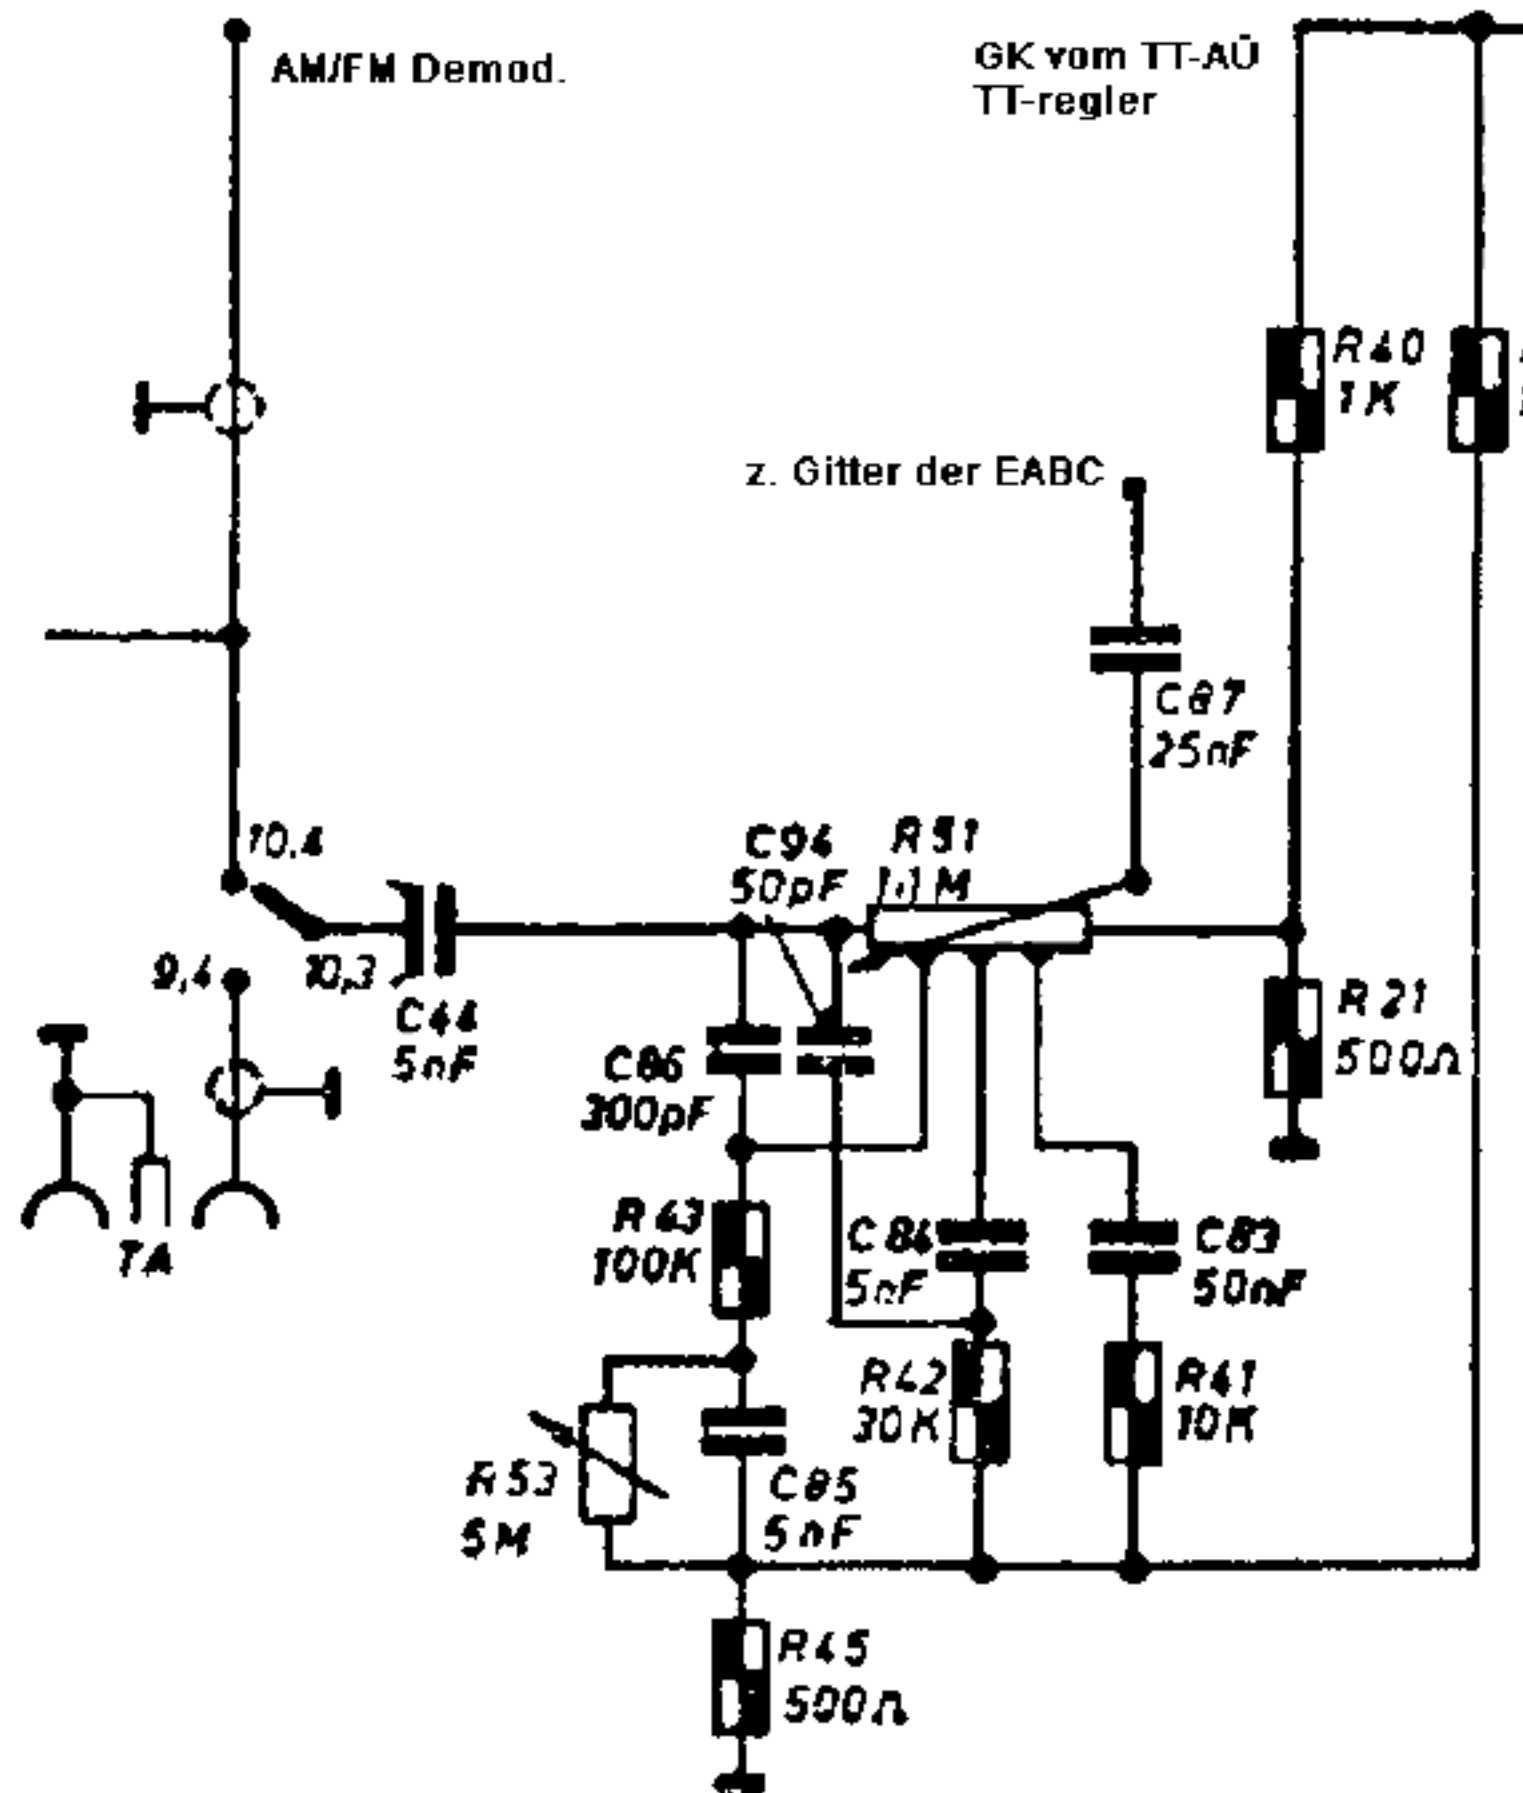 AM/FM Demod.
GK vom TT-AÜ
TT-regler
R40
1K
z. Gitter der EABC
C87
25nF
10.4
C94
50pF
R51
9,4
10,3
C44
5nF
R21
500Ω
C86
300pF
TA
R43
100K
C84
5nF
C83
50nF
R42
30K
R41
10K
R53
5M
C85
5nF
R45
500Ω